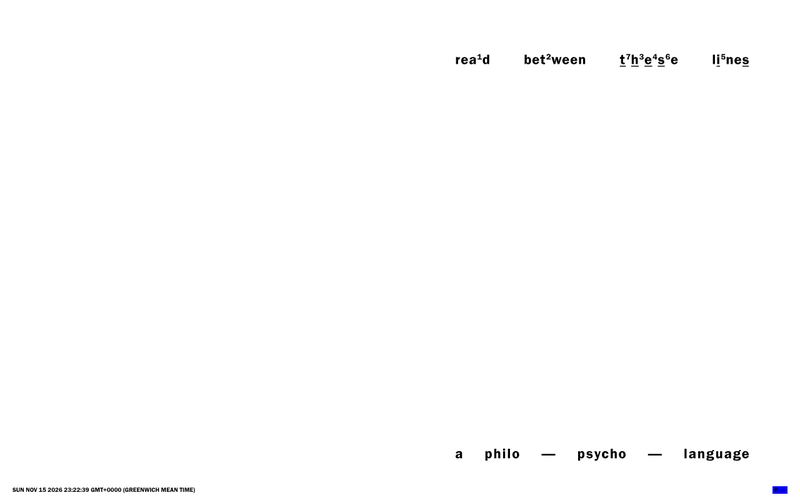 rea¹d bet²ween t⁷h³e⁴s⁶e li⁵nes
a philo — psycho — language
SUN NOV 15 2026 23:22:39 GMT+0000 (GREENWICH MEAN TIME)